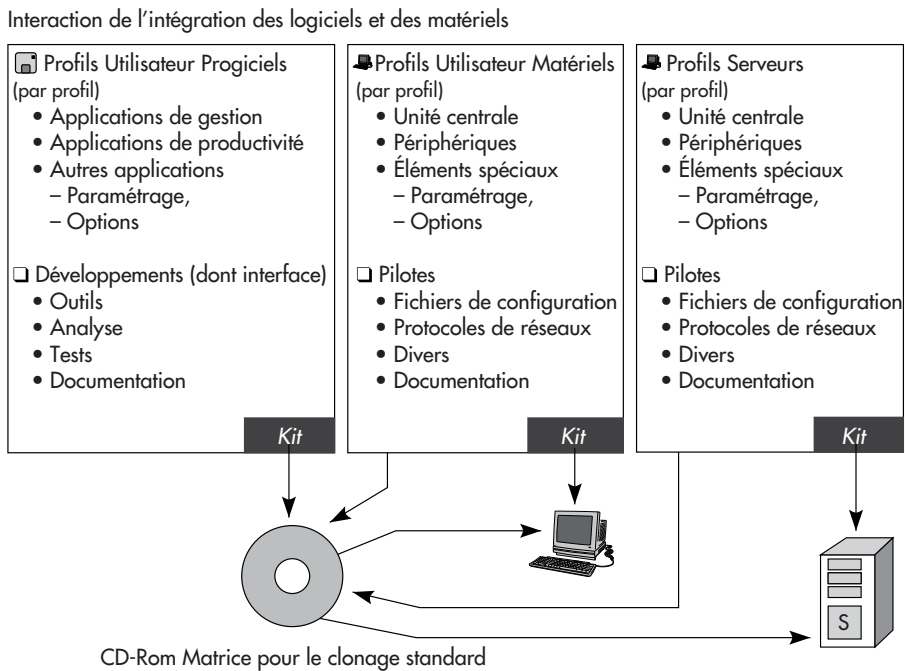 Interaction de l'intégration des logiciels et des matériels
Profils Utilisateur Progiciels
(par profil)
• Applications de gestion
• Applications de productivité
• Autres applications
– Paramétrage,
– Options
❑ Développements (dont interface)
• Outils
• Analyse
• Tests
• Documentation
Kit
Profils Utilisateur Matériels
(par profil)
• Unité centrale
• Périphériques
• Éléments spéciaux
– Paramétrage,
– Options
❑ Pilotes
• Fichiers de configuration
• Protocoles de réseaux
• Divers
• Documentation
Kit
Profils Serveurs
(par profil)
• Unité centrale
• Périphériques
• Éléments spéciaux
– Paramétrage,
– Options
❑ Pilotes
• Fichiers de configuration
• Protocoles de réseaux
• Divers
• Documentation
Kit
S
CD-Rom Matrice pour le clonage standard